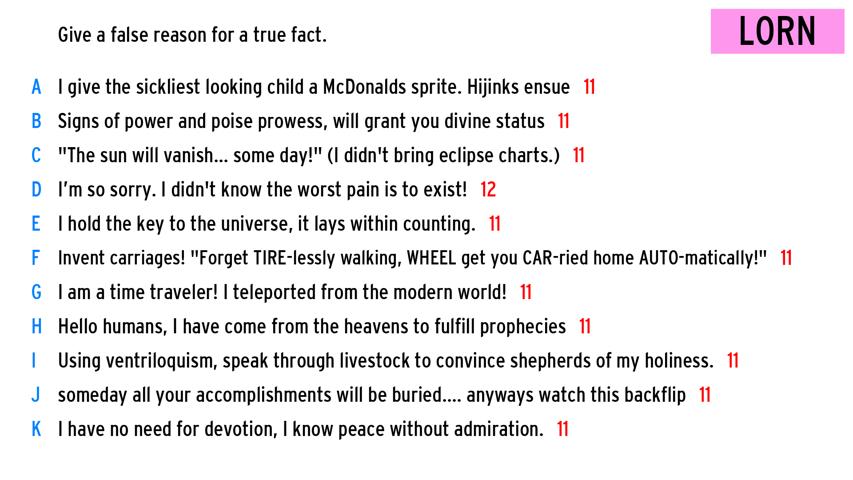 Give a false reason for a true fact.
LORN
A I give the sickliest looking child a McDonalds sprite. Hijinks ensue 11
B Signs of power and poise prowess, will grant you divine status 11
C "The sun will vanish... some day!" (I didn't bring eclipse charts.) 11
D I'm so sorry. I didn't know the worst pain is to exist! 12
E I hold the key to the universe, it lays within counting. 11
F Invent carriages! "Forget TIRE-lessly walking, WHEEL get you CAR-ried home AUTO-matically!" 11
G I am a time traveler! I teleported from the modern world! 11
H Hello humans, I have come from the heavens to fulfill prophecies 11
I Using ventriloquism, speak through livestock to convince shepherds of my holiness. 11
J someday all your accomplishments will be buried.... anyways watch this backflip 11
K I have no need for devotion, I know peace without admiration. 11